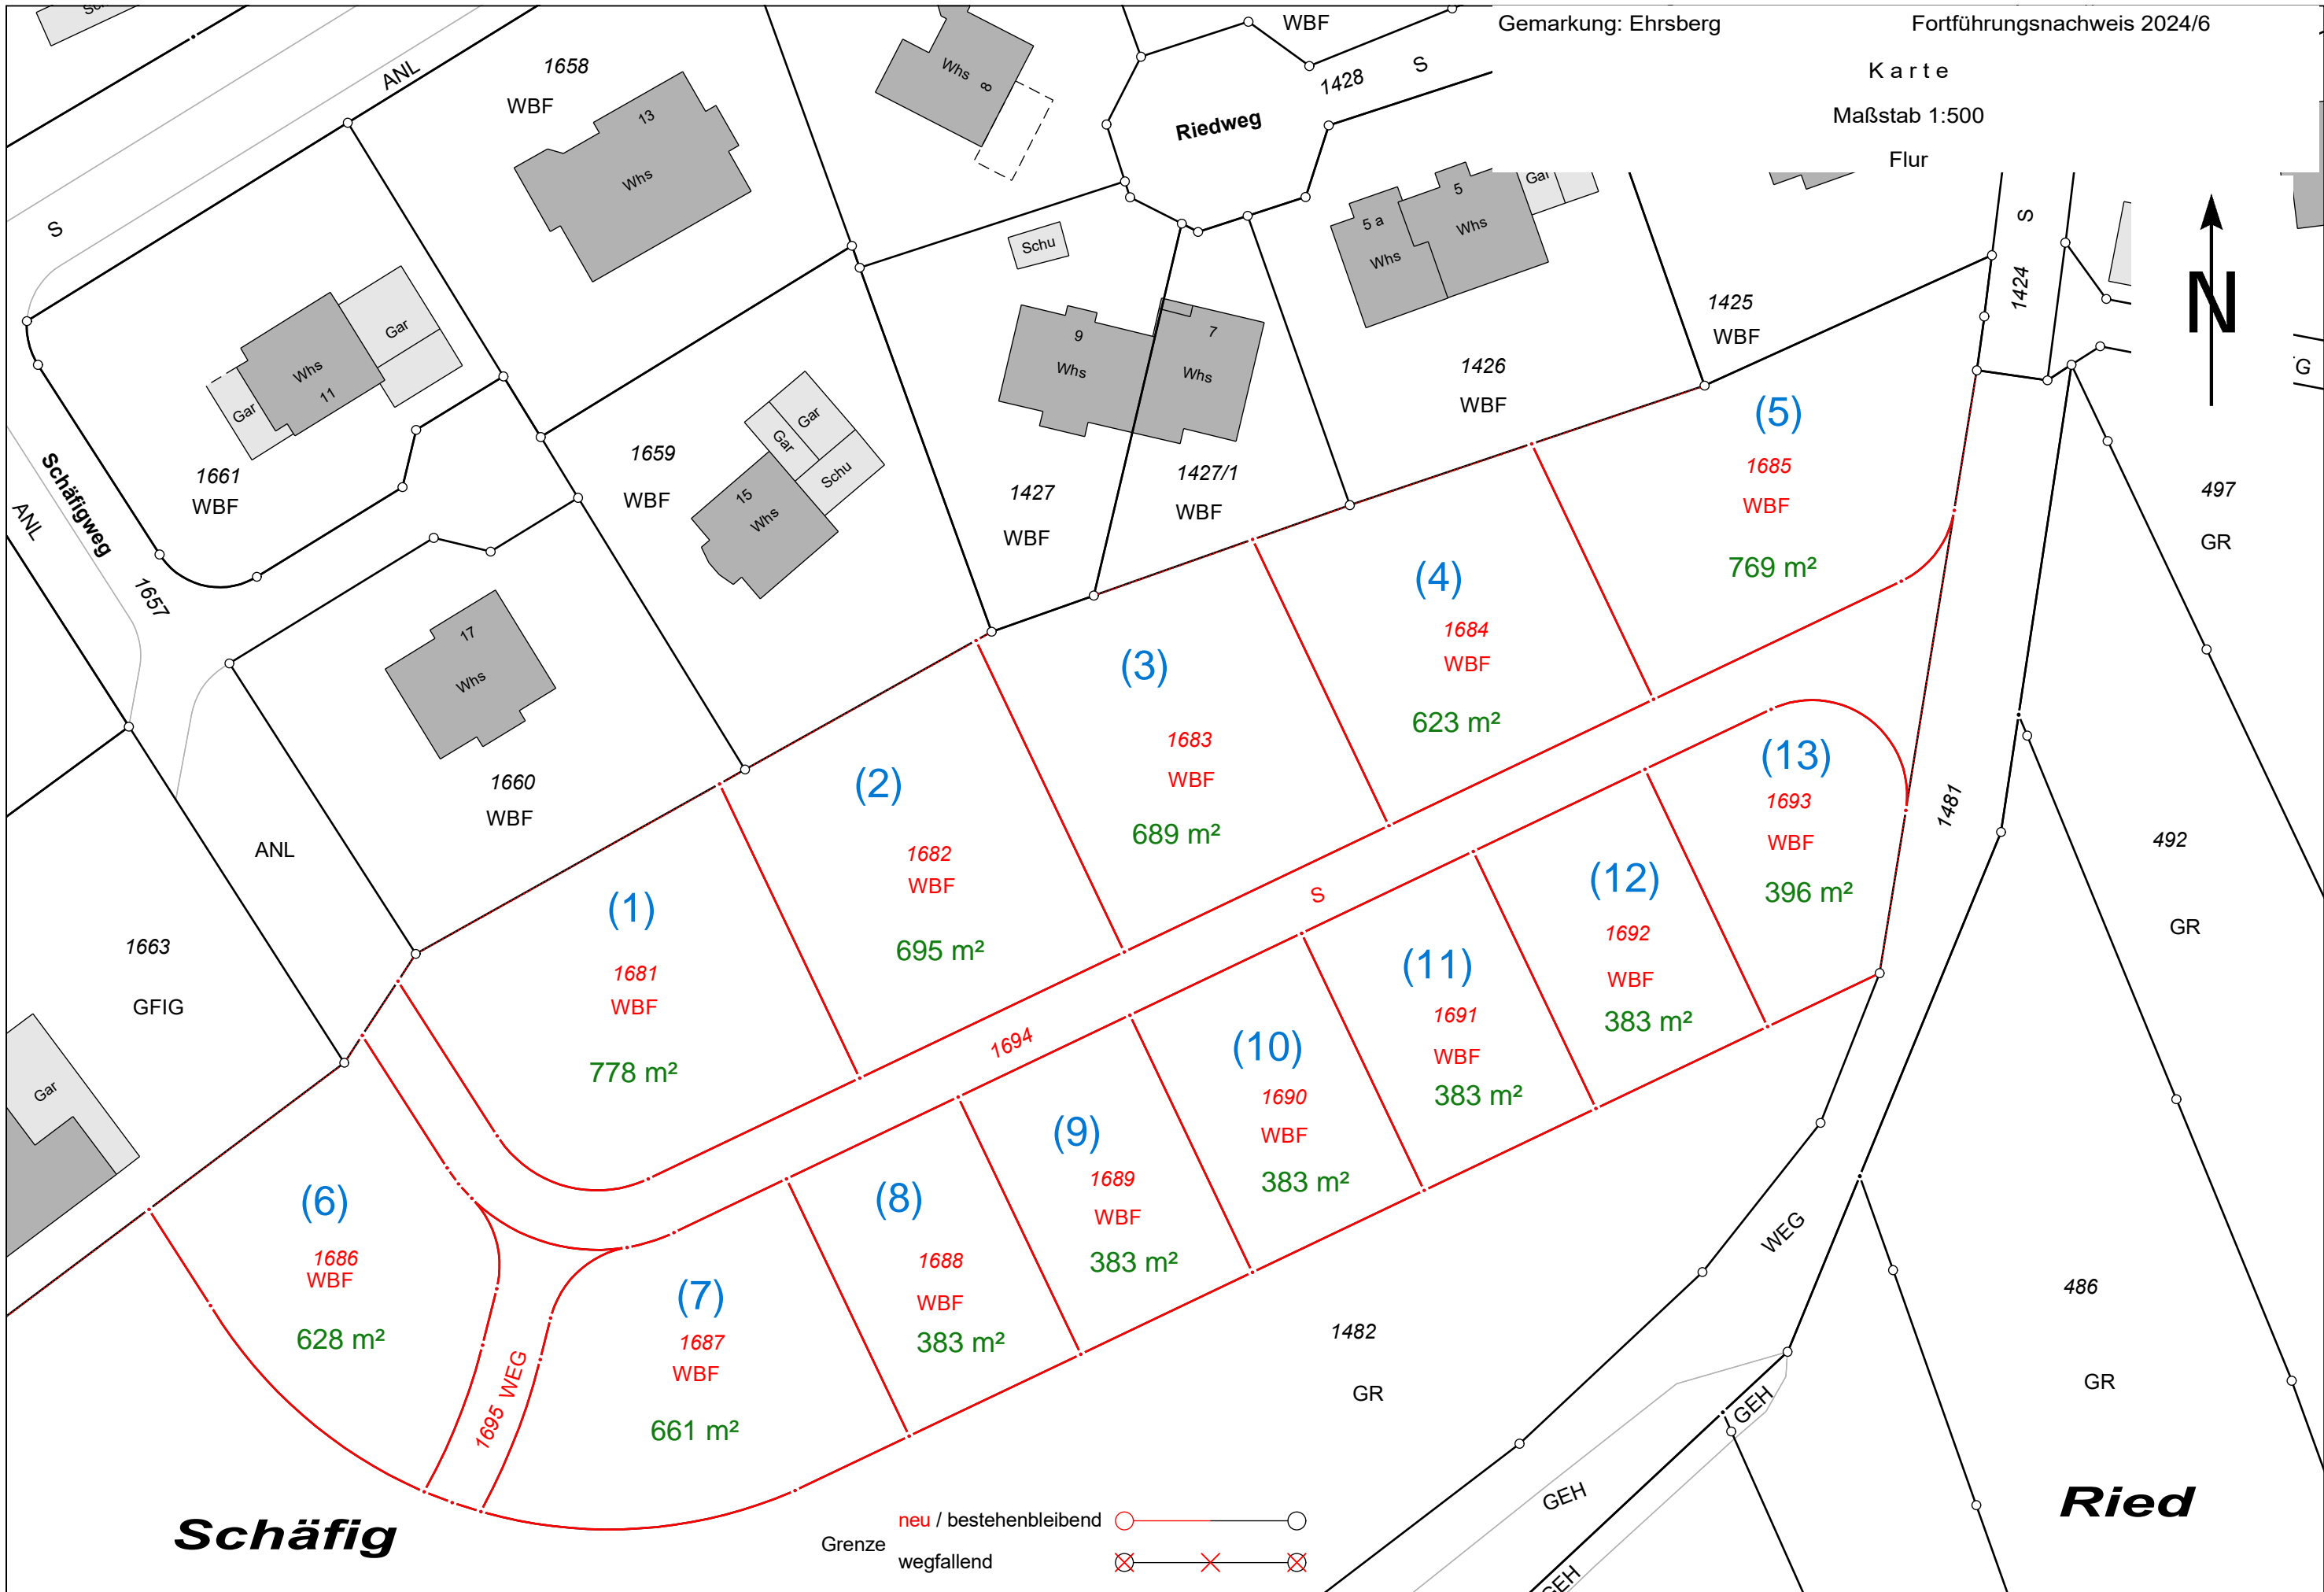 Gemarkung: Ehrsberg
Fortführungsnachweis 2024/6
Karte
Maßstab 1:500
Flur
N
WBF
1428
S
Riedweg
Whs
8
ANL
1658
WBF
13
Whs
S
Schu
5 a
Whs
5
Whs
Gar
S
1424
G
Gar
Whs
11
Gar
1661
WBF
Schäfigweg
ANL
1657
1659
WBF
Gar
Gar
Schu
15
Whs
9
Whs
7
Whs
1427
WBF
1427/1
WBF
1426
WBF
1425
WBF
17
Whs
1660
WBF
ANL
1663
GFIG
Gar
497
GR
492
GR
486
GR
1481
WEG
1482
GR
GEH
GEH
GEH
(1)
1681
WBF
778 m²
(2)
1682
WBF
695 m²
(3)
1683
WBF
689 m²
(4)
1684
WBF
623 m²
(5)
1685
WBF
769 m²
(6)
1686
WBF
628 m²
(7)
1687
WBF
661 m²
(8)
1688
WBF
383 m²
(9)
1689
WBF
383 m²
(10)
1690
WBF
383 m²
(11)
1691
WBF
383 m²
(12)
1692
WBF
383 m²
(13)
1693
WBF
396 m²
S
1694
1695 WEG
Schäfig
Ried
Grenze
neu / bestehenbleibend
wegfallend